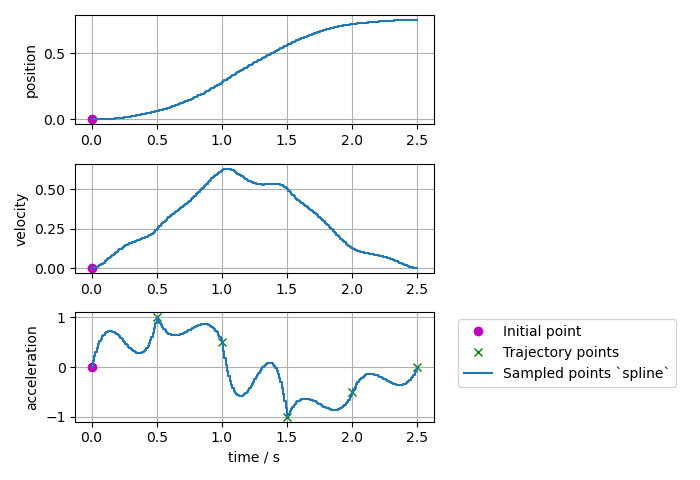 position
0.5
0.0
0.0 0.5 1.0 1.5 2.0 2.5
velocity
0.50
0.25
0.00
0.0 0.5 1.0 1.5 2.0 2.5
acceleration
1
0
−1
0.0 0.5 1.0 1.5 2.0 2.5
time / s
Initial point
Trajectory points
Sampled points `spline`